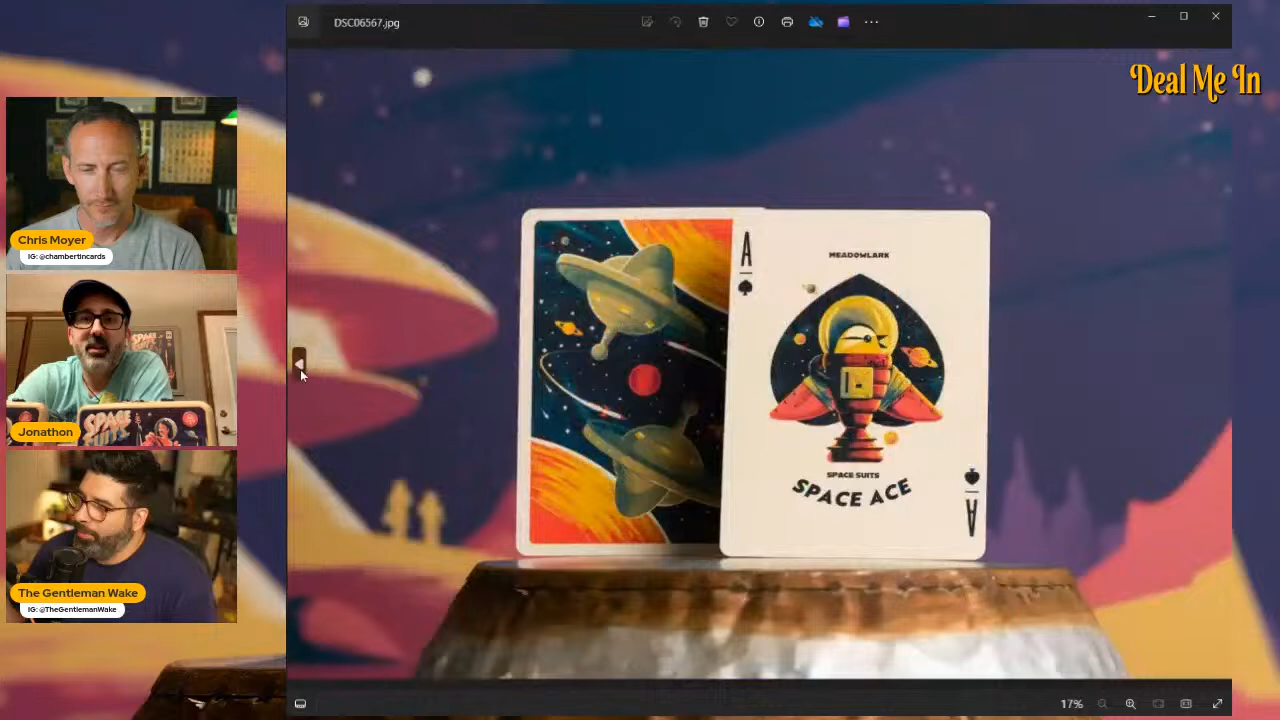 DSC06567.jpg
Deal Me In
Chris Moyer
IG: @chambertincards
Jonathon
SPACE
The Gentleman Wake
IG: @TheGentlemanWake
A
MEADOWLARK
SPACE SUITS
SPACE ACE
A
17%